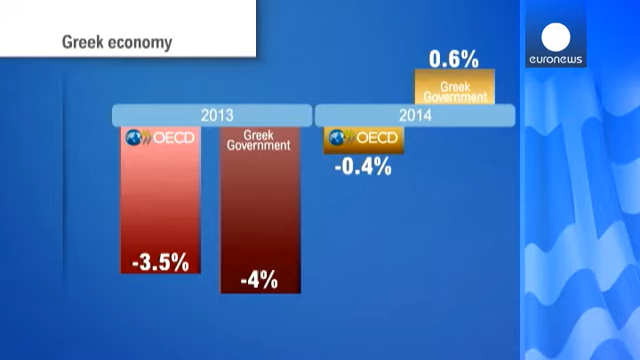 Greek economy
euronews
0.6%
Greek
Government
2013
2014
OECD
Greek
Government
OECD
-0.4%
-3.5%
-4%